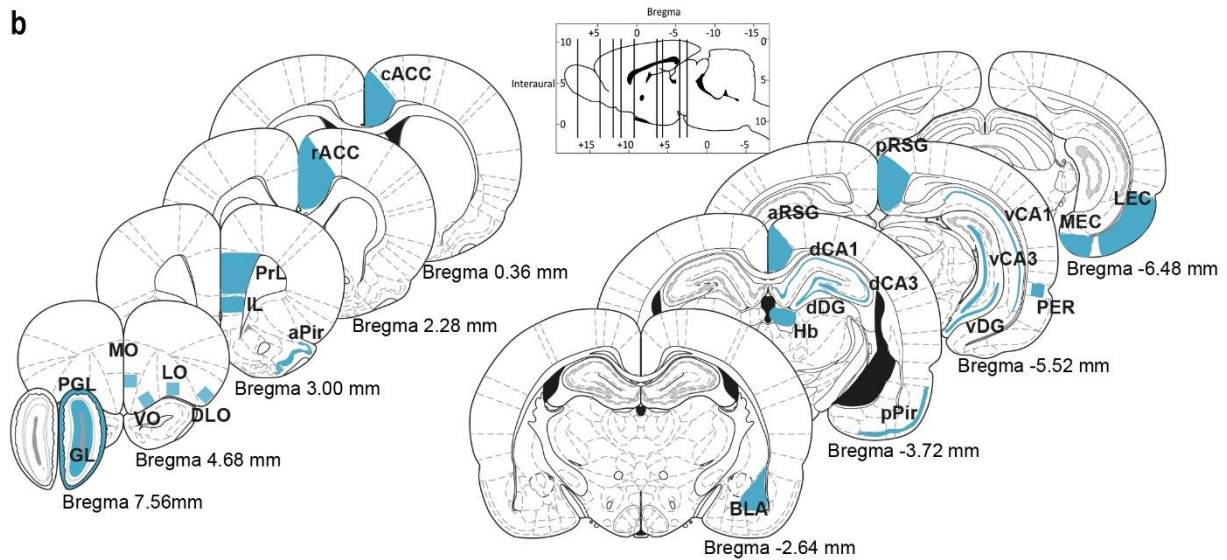 b
Bregma
+5 0 -5 -10 -15
10 0
Interaural 5 5
0 10
+15 +10 +5 0 -5
cACC
Bregma 0.36 mm
rACC
Bregma 2.28 mm
PrL
IL
aPir
Bregma 3.00 mm
MO
LO
VO
DLO
Bregma 4.68 mm
PGL
GL
Bregma 7.56mm
LEC
MEC
Bregma -6.48 mm
pRSG
vCA1
vCA3
PER
vDG
Bregma -5.52 mm
aRSG
dCA1
dCA3
dDG
Hb
pPir
Bregma -3.72 mm
BLA
Bregma -2.64 mm